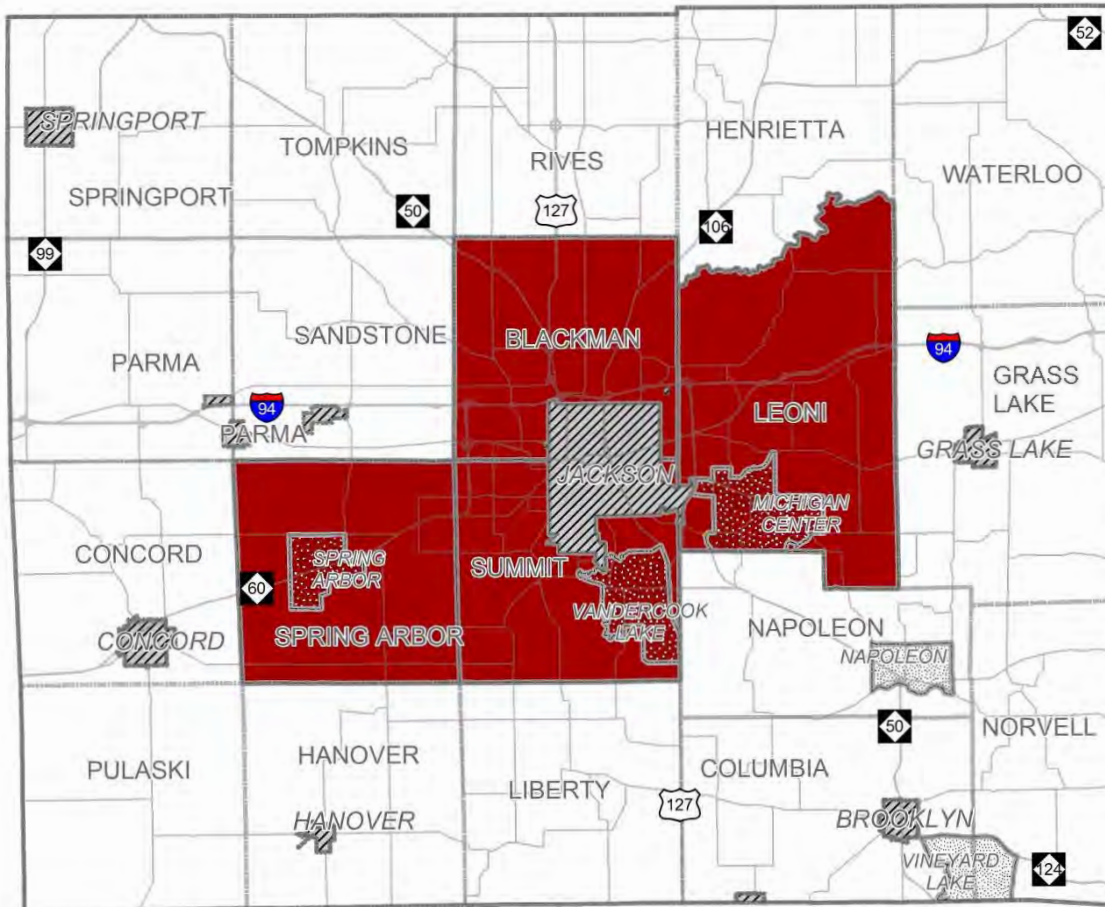 52
SPRINGPORT
HENRIETTA
TOMPKINS
RIVES
WATERLOO
SPRINGPORT
50
127
106
99
SANDSTONE
BLACKMAN
PARMA
94
GRASS
LAKE
94
LEONI
PARMA
GRASS LAKE
JACKSON
MICHIGAN
CENTER
CONCORD
SPRING
ARBOR
SUMMIT
60
VANDERCOOK
LAKE
NAPOLEON
CONCORD
SPRING ARBOR
NAPOLEON
50
NORVELL
HANOVER
PULASKI
COLUMBIA
LIBERTY
127
HANOVER
BROOKLYN
VINEYARD
LAKE
124